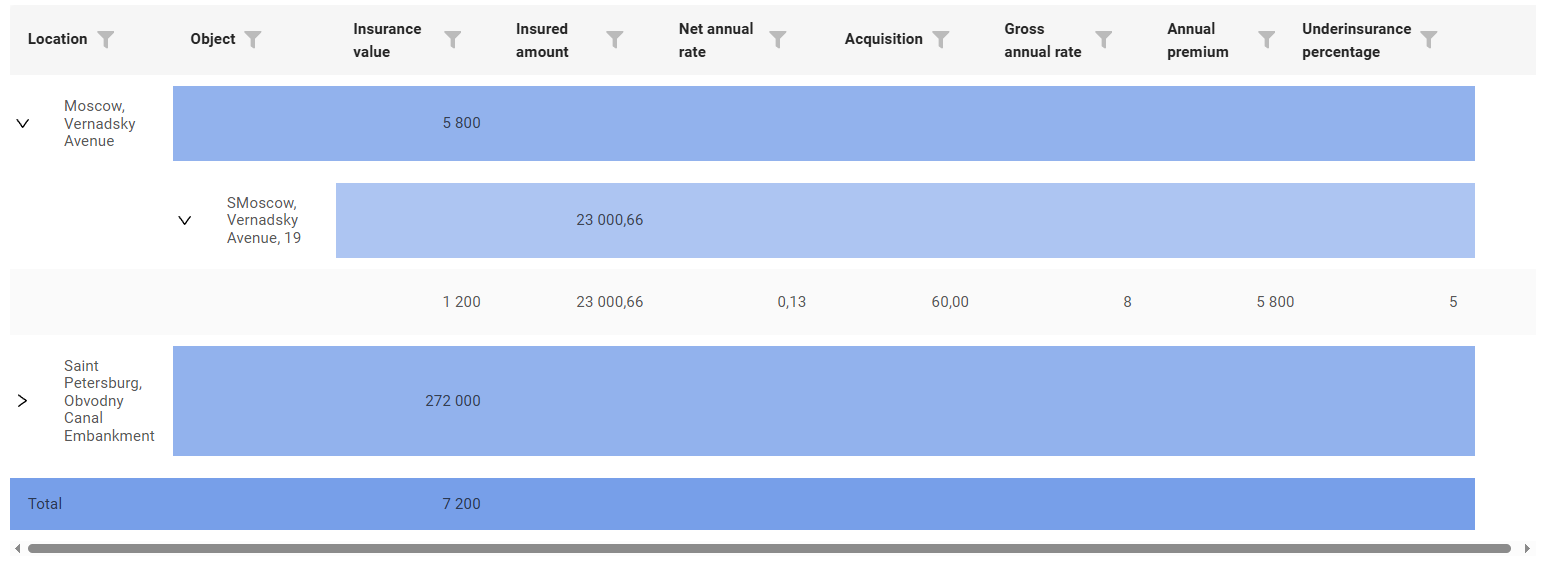 Location Object Insurance value Insured amount Net annual rate Acquisition Gross annual rate Annual premium Underinsurance percentage
Moscow,
Vernadsky
Avenue
5 800
SMoscow,
Vernadsky
Avenue, 19
23 000,66
1 200 23 000,66 0,13 60,00 8 5 800 5
Saint
Petersburg,
Obvodny
Canal
Embankment
272 000
Total 7 200